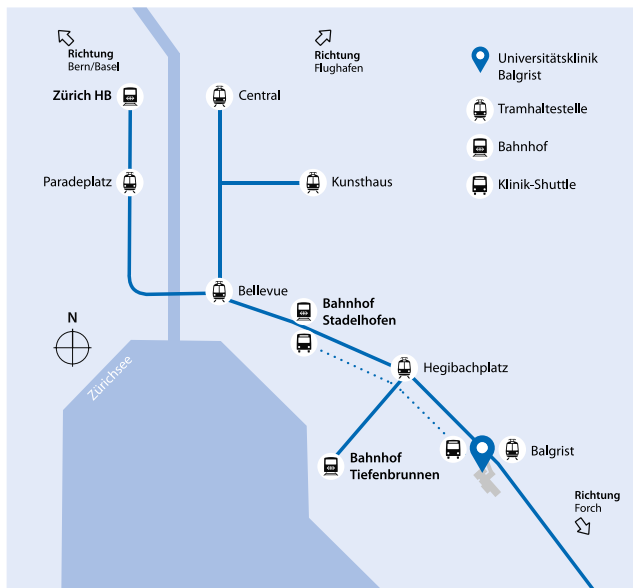 Richtung
Bern/Basel
Richtung
Flughafen
Universitätsklinik
Balgrist
Zürich HB
Central
Tramhaltestelle
Bahnhof
Paradeplatz
Kunsthaus
Klinik-Shuttle
Bellevue
Bahnhof
Stadelhofen
N
Zürichsee
Hegibachplatz
Balgrist
Bahnhof
Tiefenbrunnen
Richtung
Forch